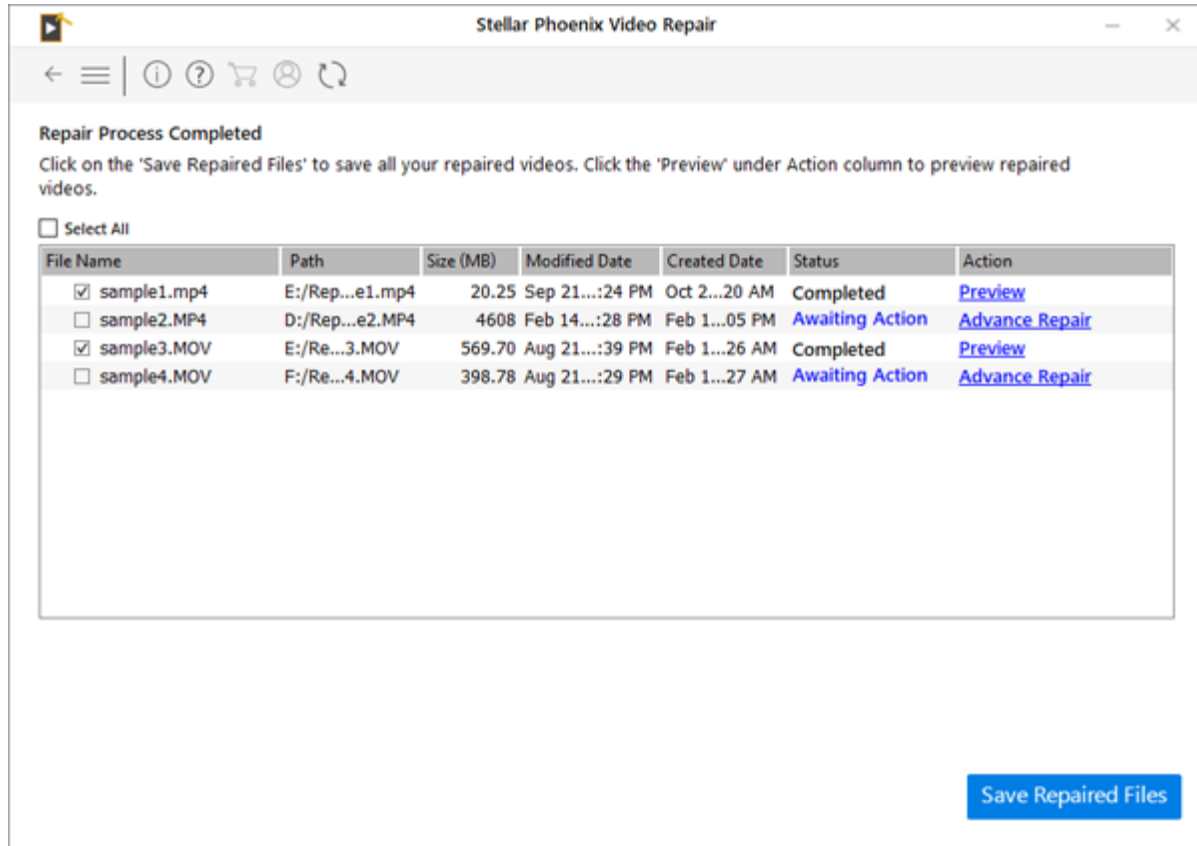 Stellar Phoenix Video Repair
Repair Process Completed
Click on the 'Save Repaired Files' to save all your repaired videos. Click the 'Preview' under Action column to preview repaired
videos.
Select All
File Name Path Size (MB) Modified Date Created Date Status Action
sample1.mp4 E:/Rep...e1.mp4 20.25 Sep 21...:24 PM Oct 2...20 AM Completed Preview
sample2.MP4 D:/Rep...e2.MP4 4608 Feb 14...:28 PM Feb 1...05 PM Awaiting Action Advance Repair
sample3.MOV E:/Re...3.MOV 569.70 Aug 21...:39 PM Feb 1...26 AM Completed Preview
sample4.MOV F:/Re...4.MOV 398.78 Aug 21...:29 PM Feb 1...27 AM Awaiting Action Advance Repair
Save Repaired Files